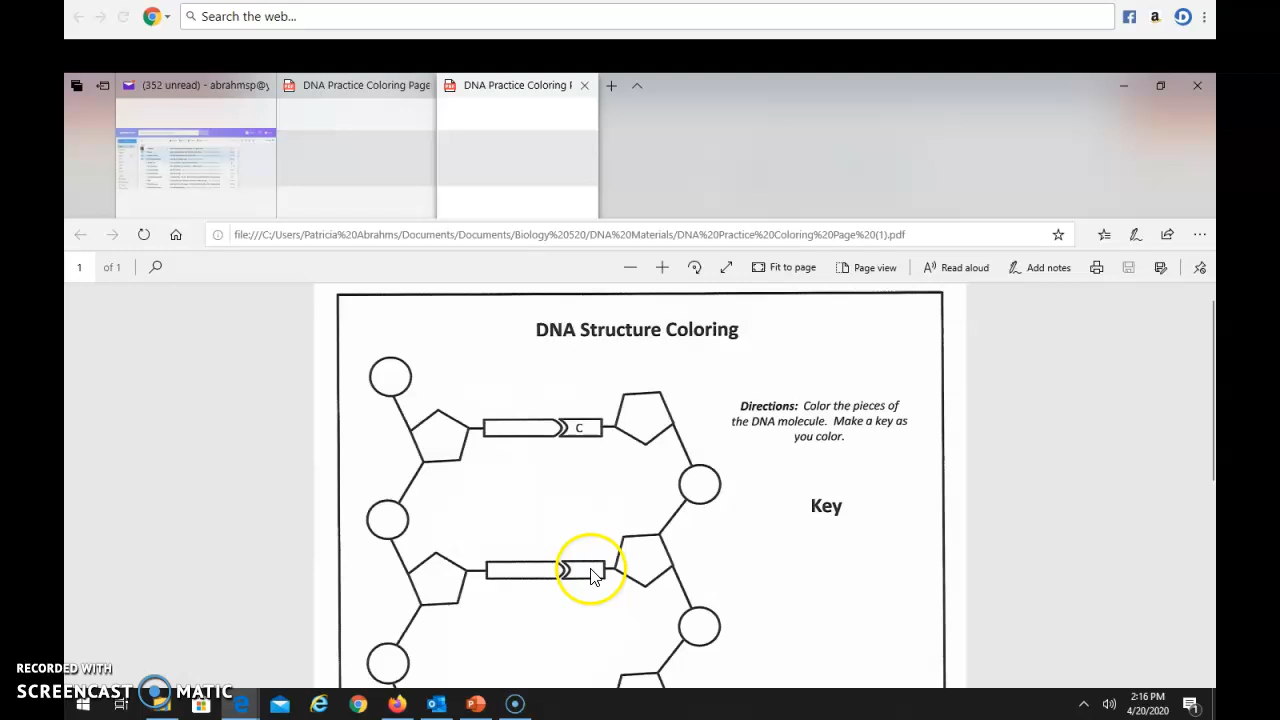 Search the web...
(352 unread) - abrahmsp@y
DNA Practice Coloring Page
DNA Practice Coloring P
file:///C:/Users/Patricia%20Abrahms/Documents/Documents/Biology%20520/DNA%20Materials/DNA%20Practice%20Coloring%20Page%20(1).pdf
1 of 1
Fit to page
Page view
Read aloud
Add notes
DNA Structure Coloring
Directions: Color the pieces of
the DNA molecule. Make a key as
you color.
C
Key
RECORDED WITH
SCREENCAST MATIC
2:16 PM
4/20/2020